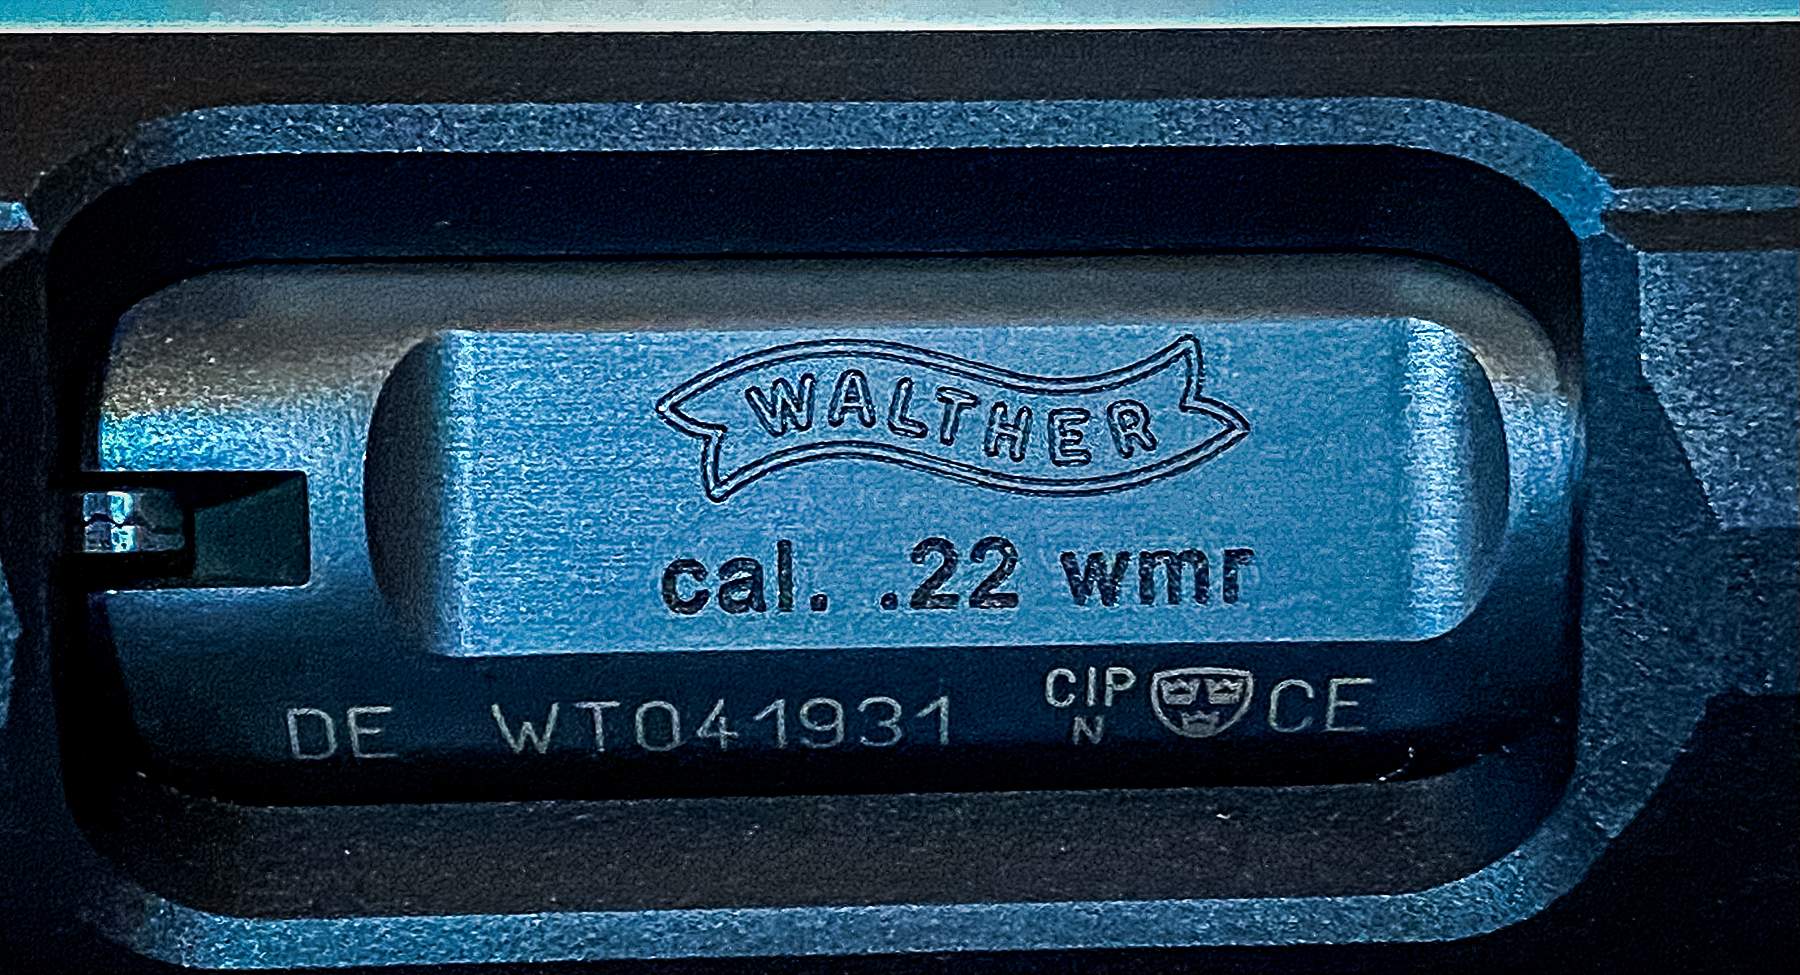 WALTHER
cal. .22 wmr
DE WT041931 CIP N CE